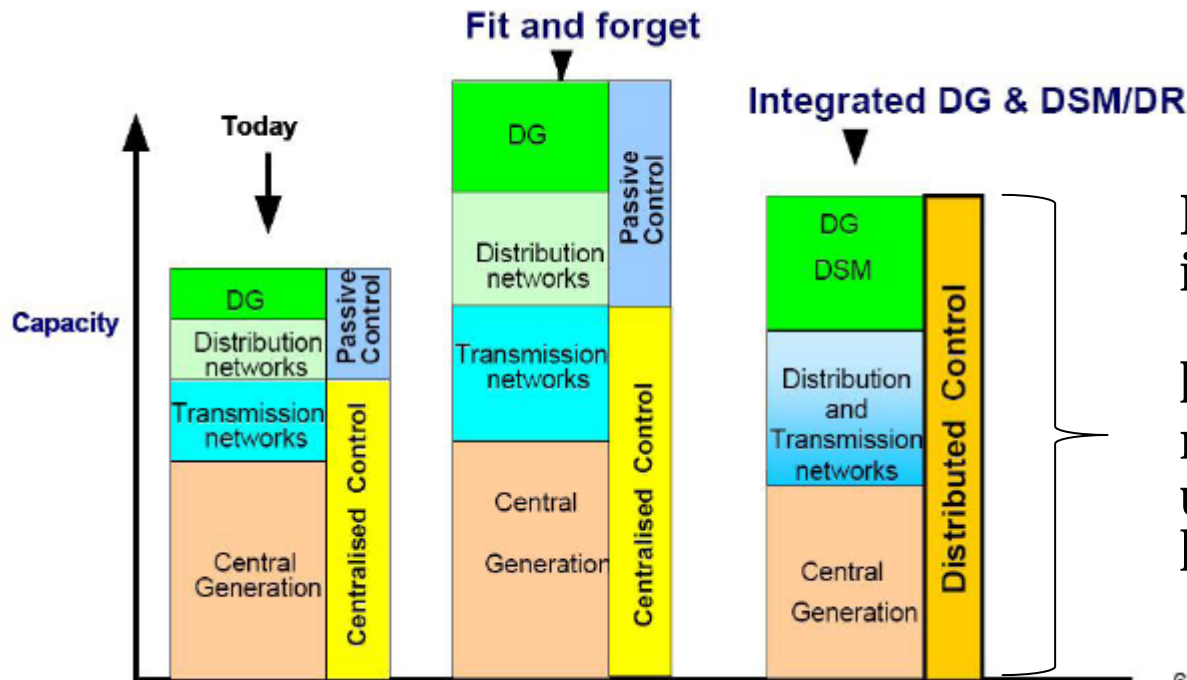 Fit and forget
Integrated DG & DSM/DR
Today
Capacity
DG
Distribution
networks
Transmission
networks
Central
Generation
Passive
Control
Centralised Control
DG
Distribution
networks
Transmission
networks
Central
Generation
Passive
Control
Centralised Control
DG
DSM
Distribution
and
Transmission
networks
Central
Generation
Distributed Control